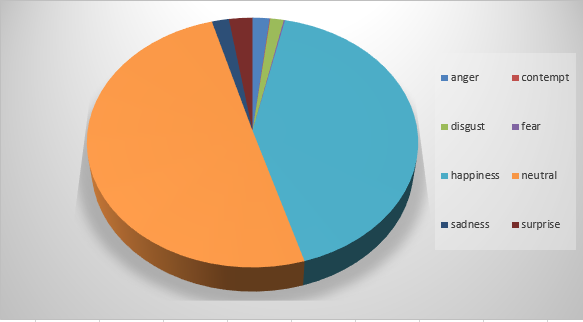 anger contempt
disgust fear
happiness neutral
sadness surprise